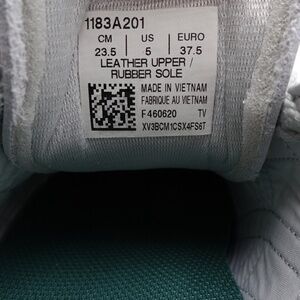 1183A201
CM | US | EURO
23.5 | 5 | 37.5
LEATHER UPPER /
RUBBER SOLE
MADE IN VIETNAM
FABRIQUE AU VIETNAM
F460620 TV
XV3BCM1CSX4FS6T